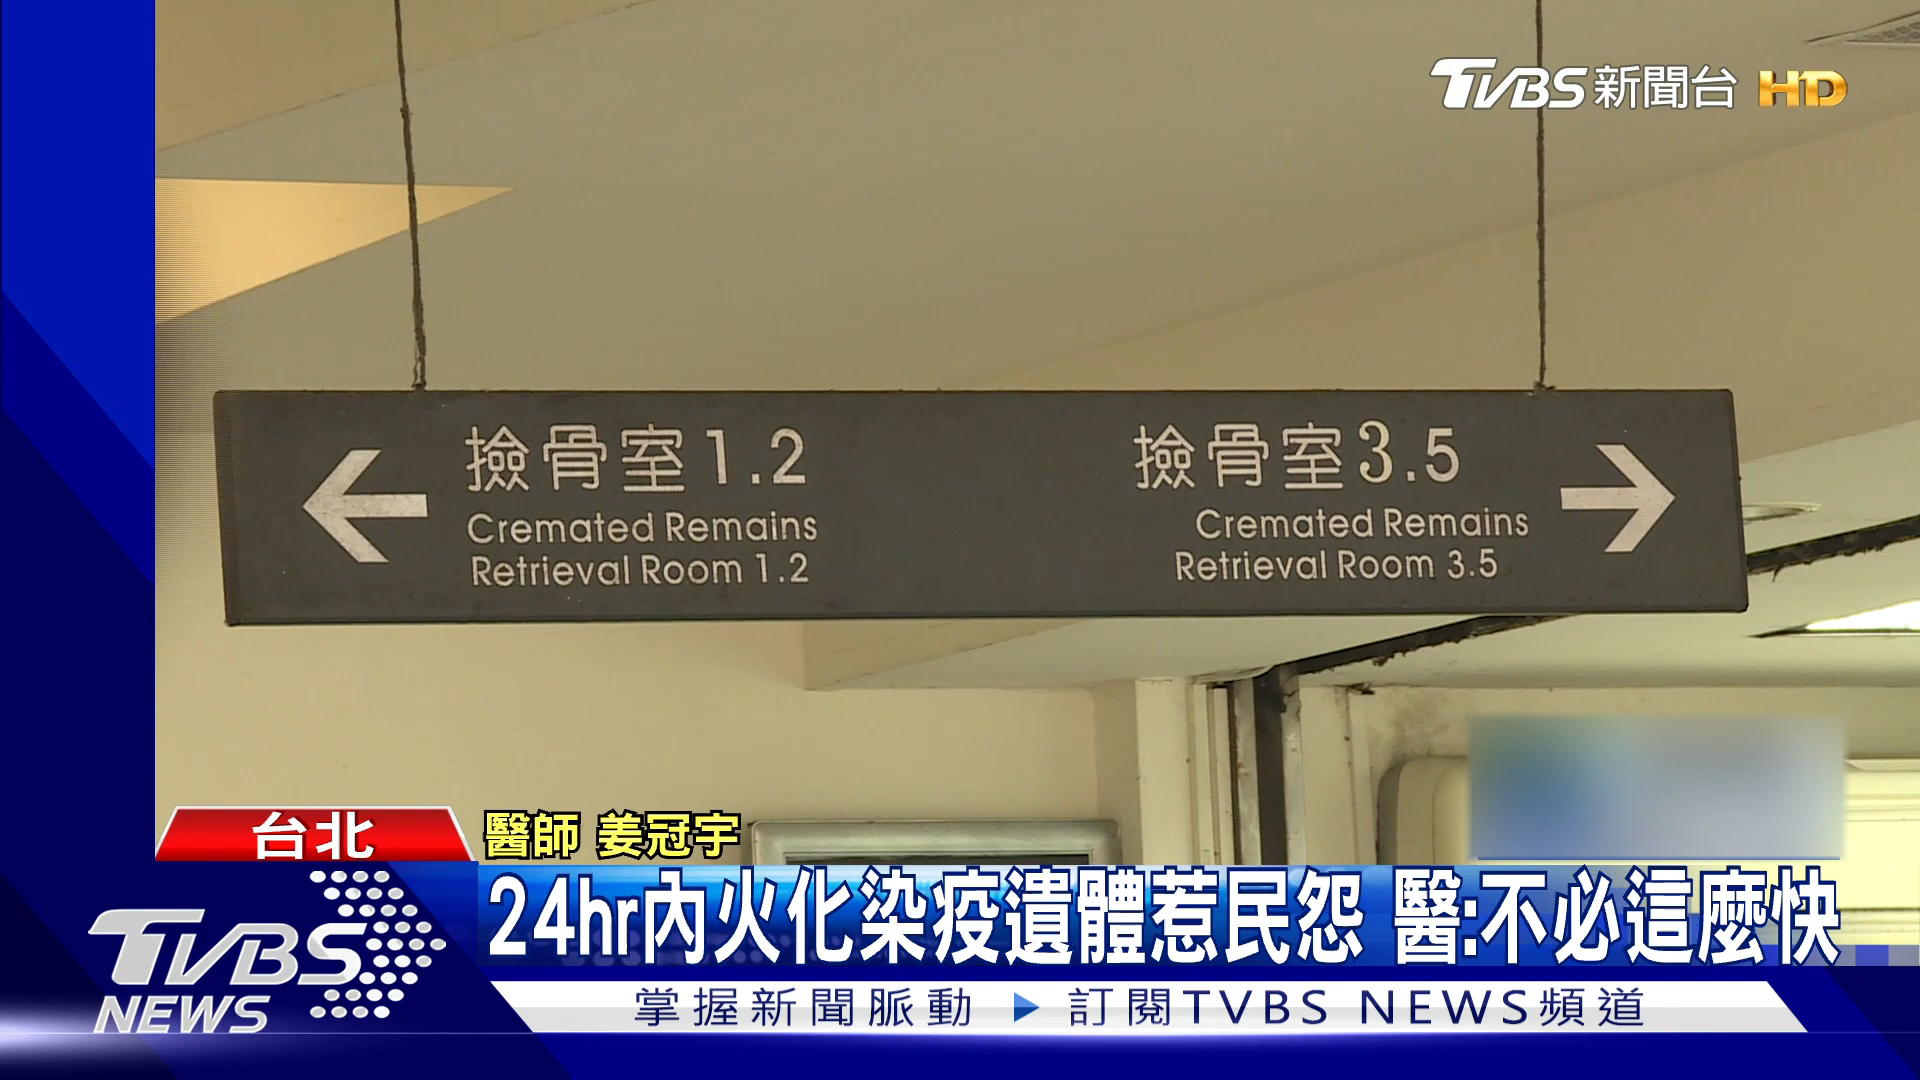 TVBS新聞台 HD
撿骨室1.2
Cremated Remains
Retrieval Room 1.2
撿骨室3.5
Cremated Remains
Retrieval Room 3.5
台北
醫師 姜冠宇
24hr內火化染疫遺體惹民怨 醫:不必這麼快
TVBS
NEWS
掌握新聞脈動 ▶ 訂閱TVBS NEWS頻道